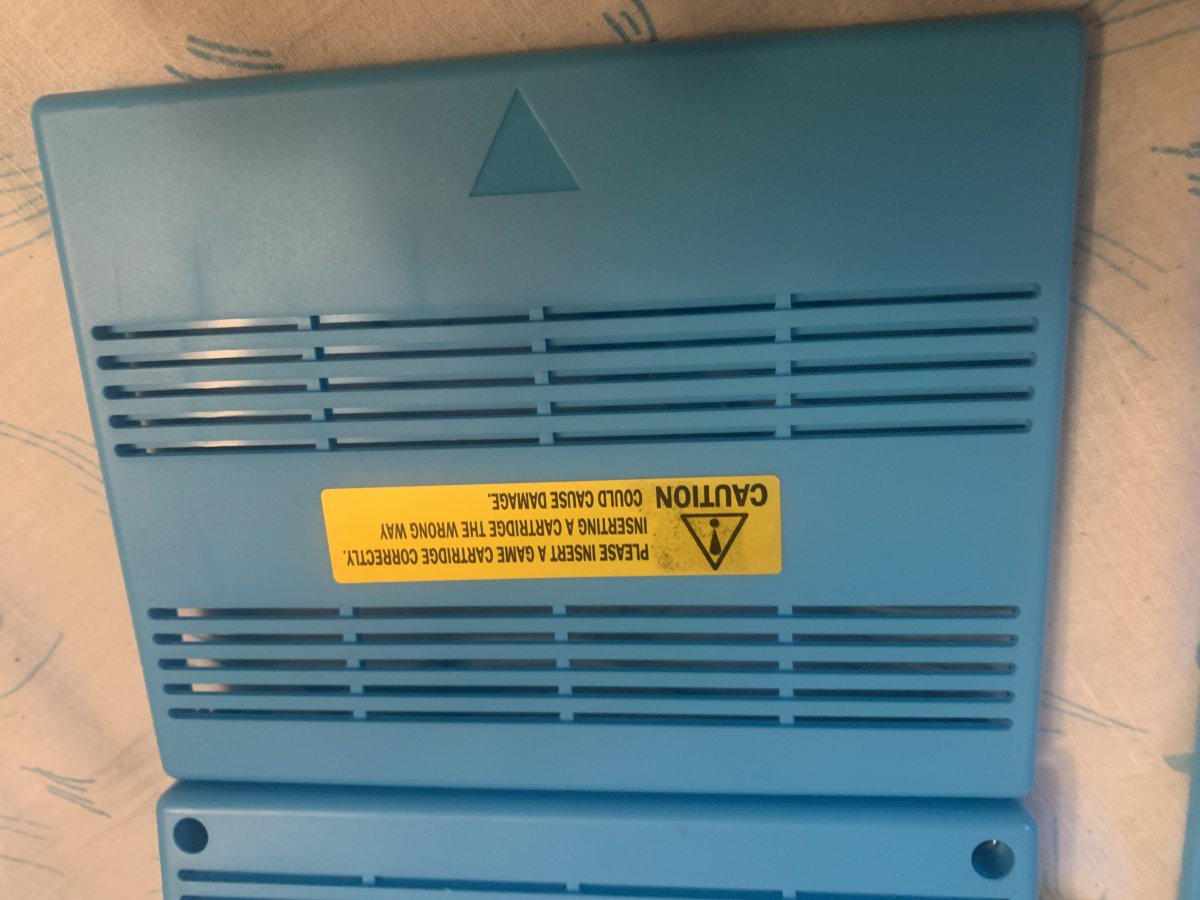 CAUTION
PLEASE INSERT A GAME CARTRIDGE CORRECTLY.
INSERTING A CARTRIDGE THE WRONG WAY
COULD CAUSE DAMAGE.